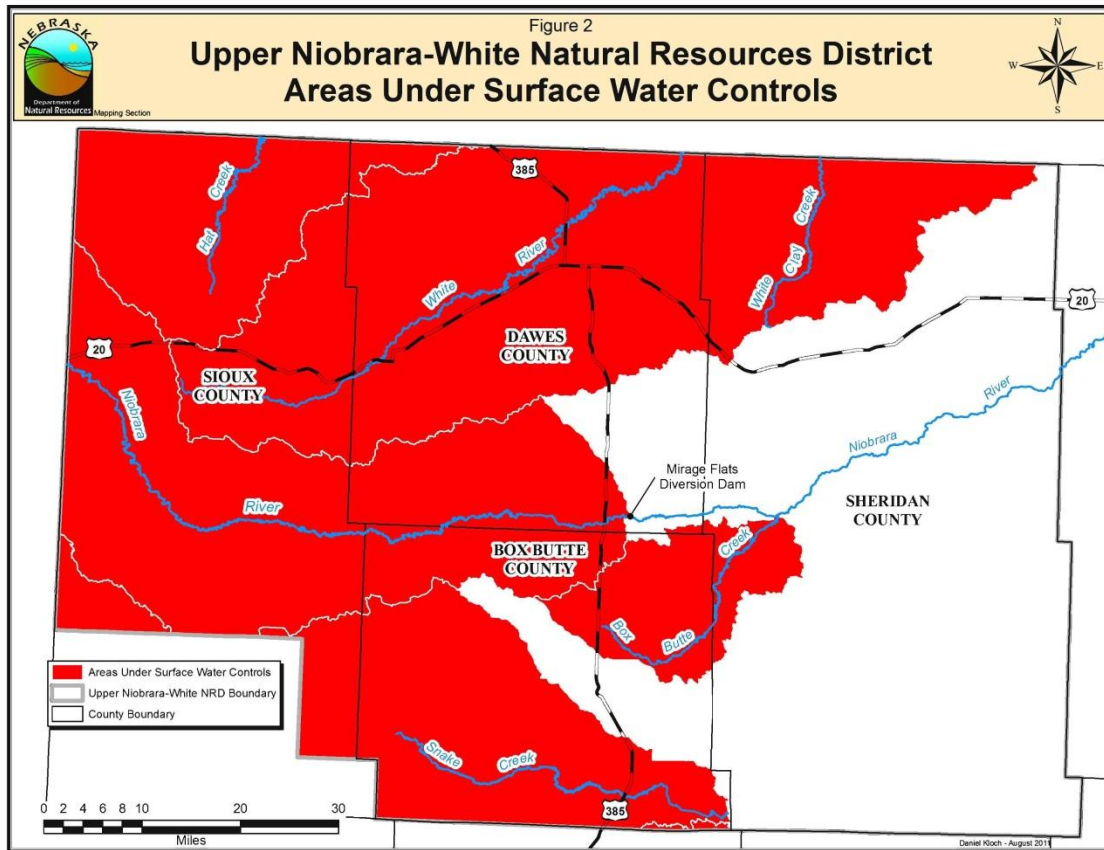 NEBRASKA
Department of
Natural Resources
Mapping Section
Figure 2
Upper Niobrara-White Natural Resources District
Areas Under Surface Water Controls
N
W
E
S
385
Hat Creek
White River
White Clay Creek
20
20
DAWES
COUNTY
SIOUX
COUNTY
Niobrara River
Niobrara River
Mirage Flats
Diversion Dam
SHERIDAN
COUNTY
BOX BUTTE
COUNTY
Box Butte Creek
Snake Creek
385
Areas Under Surface Water Controls
Upper Niobrara-White NRD Boundary
County Boundary
0 2 4 6 8 10 20 30
Miles
Daniel Kloch - August 2011